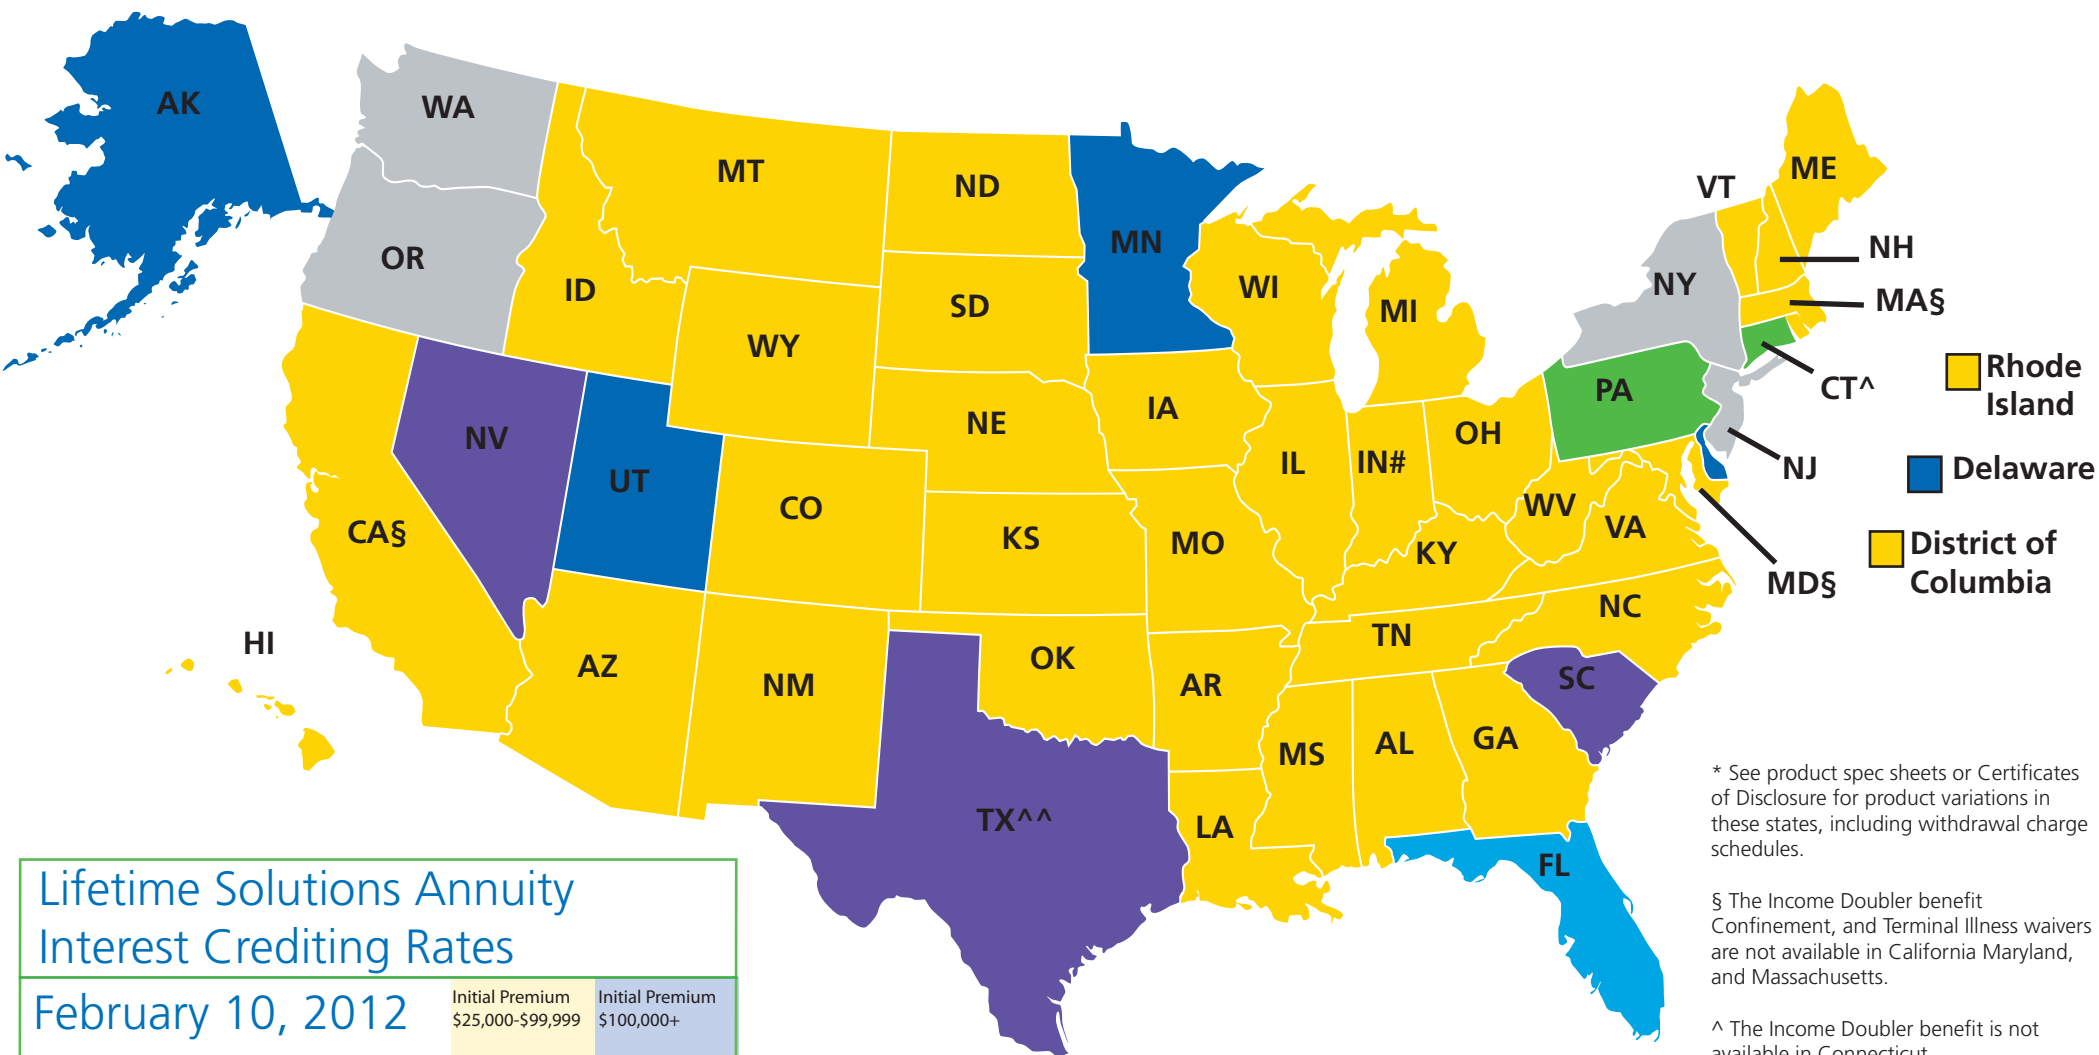 AK
WA
MT
ND
MN
VT
ME
OR
ID
NH
WI
NY
MI
MA§
SD
WY
Rhode
Island
PA
CT^
IA
NE
NV
OH
UT
IL
IN#
NJ
Delaware
CO
WV
VA
CA§
KS
MO
KY
District of
Columbia
MD§
NC
TN
HI
OK
AZ
NM
AR
SC
MS
AL
GA
TX^^
LA
FL
* See product spec sheets or Certificates
of Disclosure for product variations in
these states, including withdrawal charge
schedules.
§ The Income Doubler benefit
Confinement, and Terminal Illness waivers
are not available in California Maryland,
and Massachusetts.
^ The Income Doubler benefit is not
available in Connecticut
Lifetime Solutions Annuity
Interest Crediting Rates
February 10, 2012
Initial Premium
$25,000-$99,999
Initial Premium
$100,000+